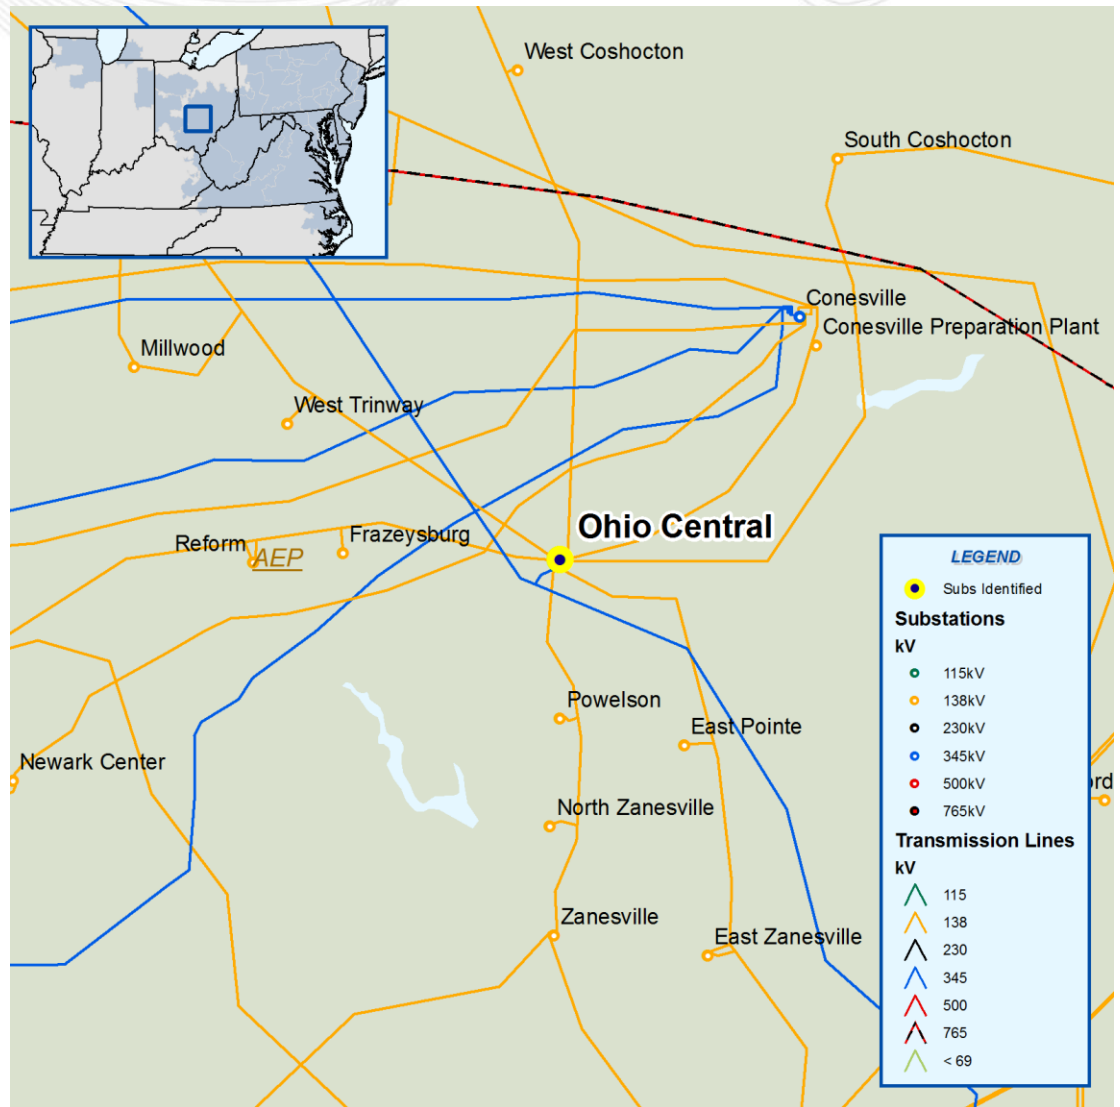 West Coshocton
South Coshocton
Conesville
Conesville Preparation Plant
Millwood
West Trinway
Ohio Central
Reform
AEP
Frazeysburg
Powelson
East Pointe
Newark Center
North Zanesville
Zanesville
East Zanesville
ord
LEGEND
Subs Identified
Substations
kV
115kV
138kV
230kV
345kV
500kV
765kV
Transmission Lines
kV
115
138
230
345
500
765
< 69